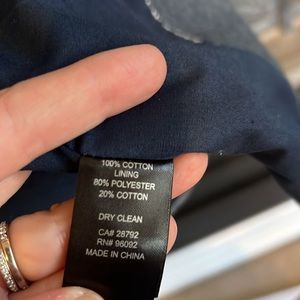 100% COTTON
LINING
80% POLYESTER
20% COTTON
DRY CLEAN
CA# 28792
RN# 96092
MADE IN CHINA